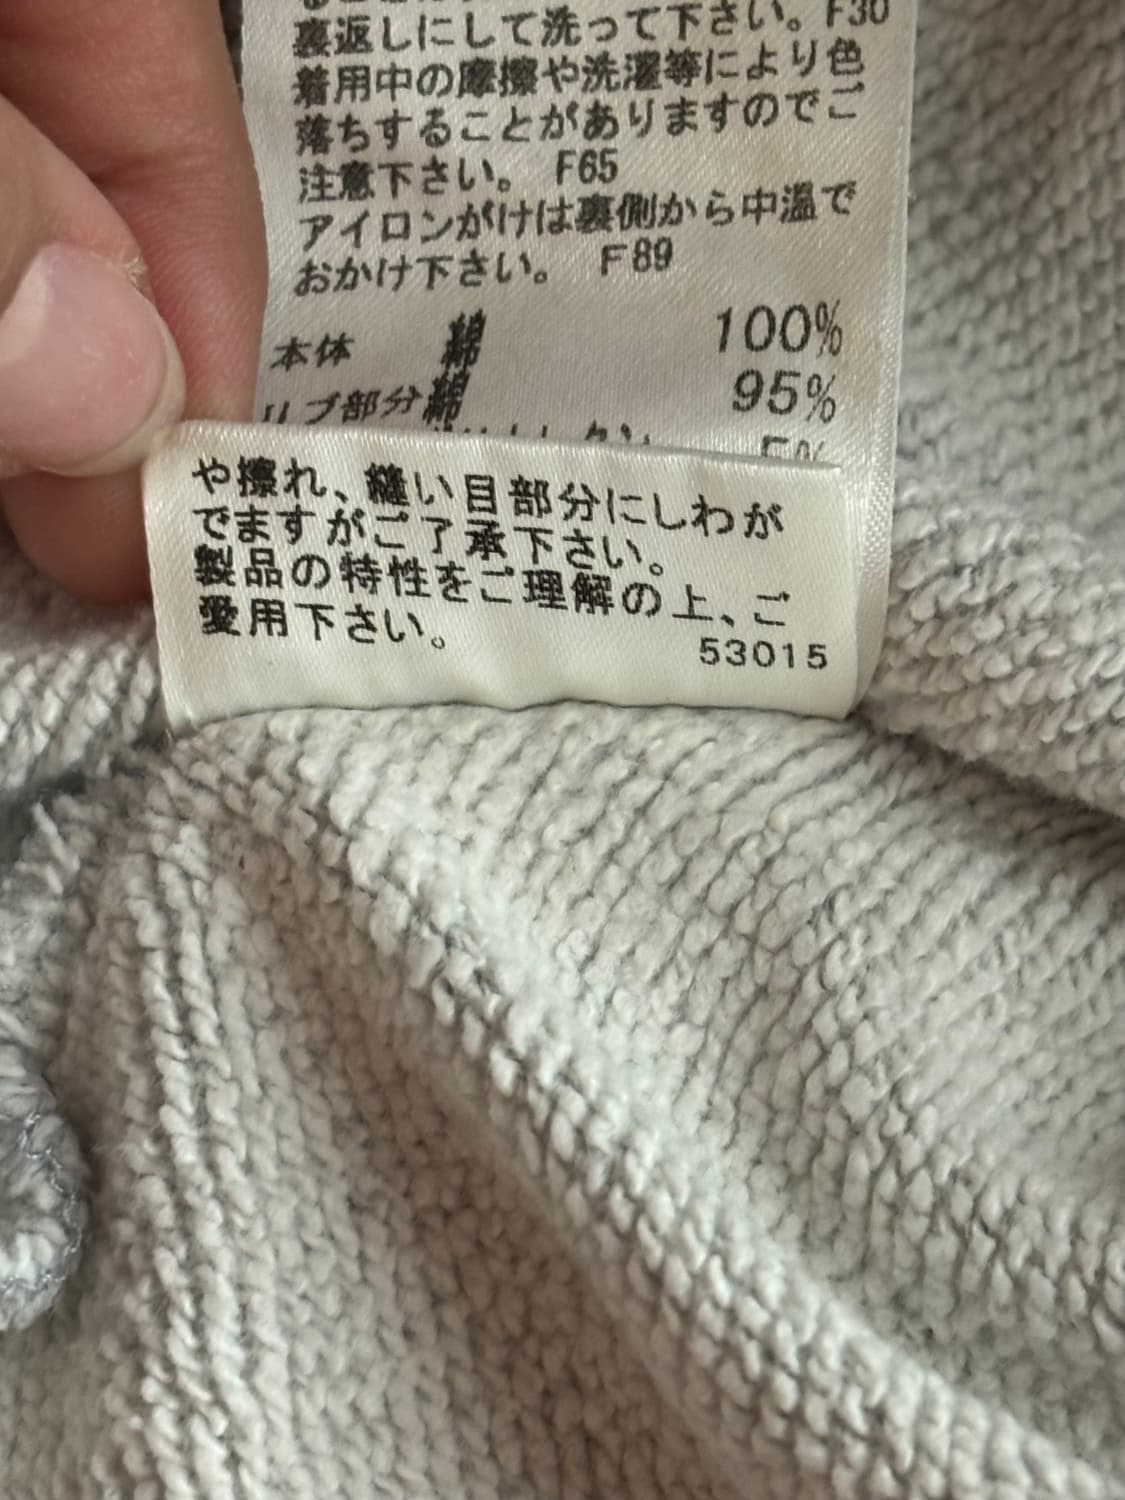 裏返しにして洗って下さい。F30
着用中の摩擦や洗濯等により色
落ちすることがありますのでご
注意下さい。 F65
アイロンがけは裏側から中温で
おかけ下さい。 F89
本体 綿 100%
リブ部分 綿 95%
5%
や擦れ、縫い目部分にしわが
でますがご了承下さい。
製品の特性をご理解の上、ご
愛用下さい。
53015